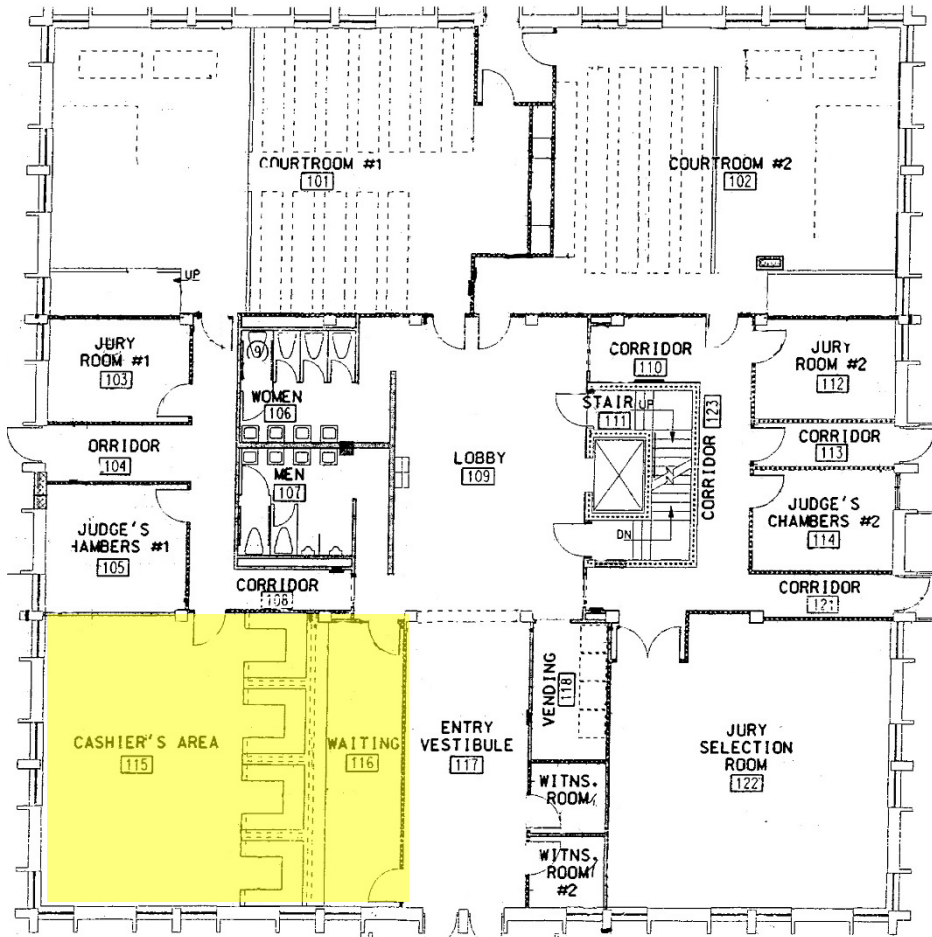 COURTROOM #1
101
COURTROOM #2
102
UP
JURY
ROOM #1
103
CORRIDOR
110
JURY
ROOM #2
112
WOMEN
106
STAIR
111
UP
CORRIDOR
123
ORRIDOR
104
MEN
107
LOBBY
109
CORRIDOR
113
JUDGE'S
HAMBERS #1
105
DN
JUDGE'S
CHAMBERS #2
114
CORRIDOR
108
CORRIDOR
121
CASHIER'S AREA
115
WAITING
116
ENTRY
VESTIBULE
117
VENDING
118
JURY
SELECTION
ROOM
122
WITNS.
ROOM
WITNS.
ROOM
#2